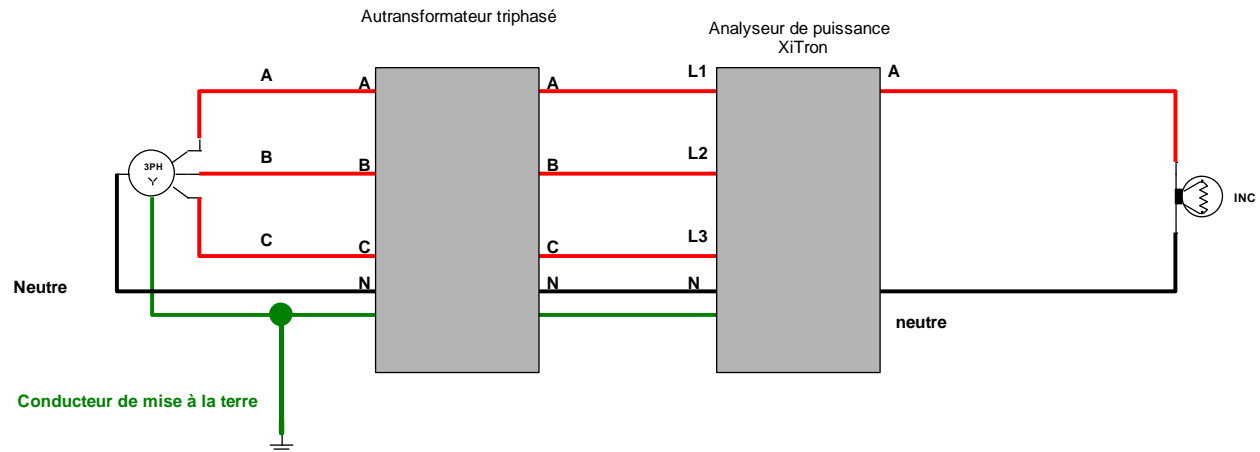 Autransformateur triphasé
Analyseur de puissance
XiTron
A
A
A
L1
A
3PH
Y
B
B
B
L2
INC
C
C
C
L3
Neutre
N
N
N
neutre
Conducteur de mise à la terre